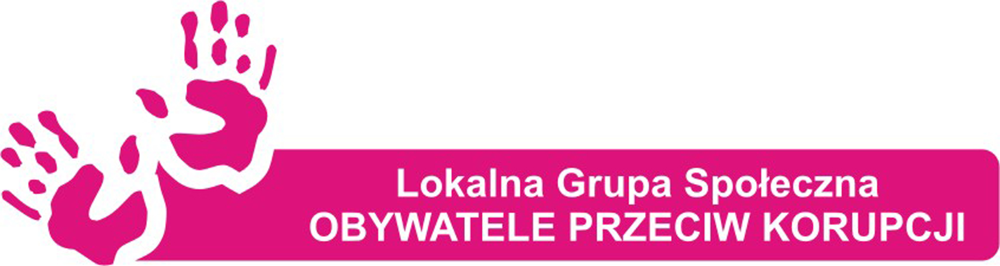 Lokalna Grupa Społeczna
OBYWATELE PRZECIW KORUPCJI